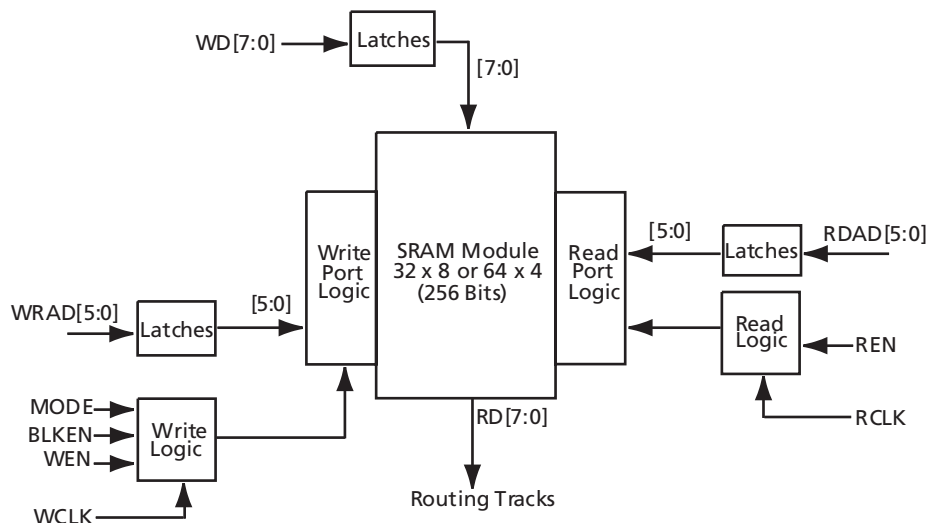 WD[7:0]
Latches
[7:0]
SRAM Module
32 x 8 or 64 x 4
(256 Bits)
Write
Port
Logic
Read
Port
Logic
[5:0]
Latches
RDAD[5:0]
WRAD[5:0]
Latches
[5:0]
Read
Logic
REN
RCLK
MODE
BLKEN
WEN
Write
Logic
WCLK
RD[7:0]
Routing Tracks